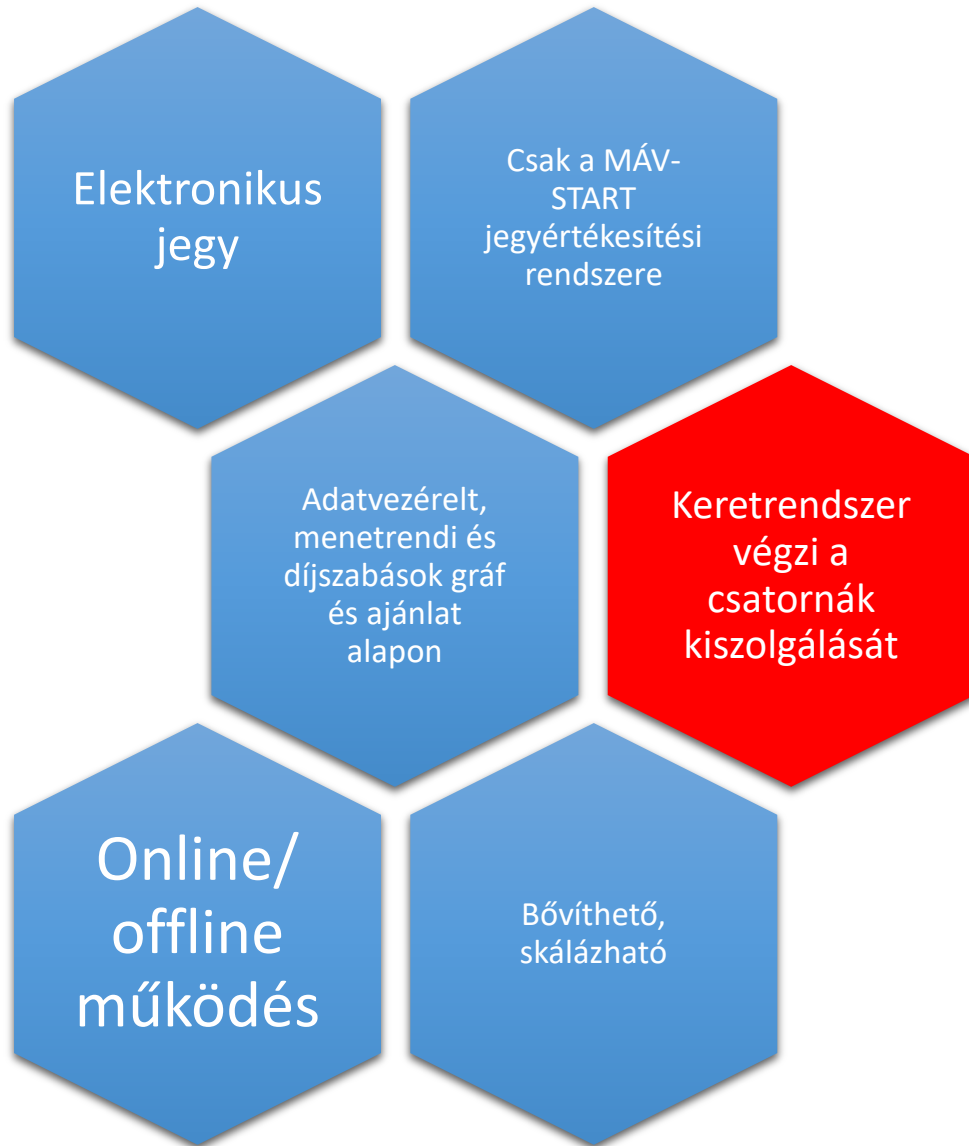 Elektronikus
jegy
Csak a MÁV-
START
jegyértékesítési
rendszere
Adatvezérelt,
menetrendi és
díjszabások gráf
és ajánlat
alapon
Keretrendszer
végzi a
csatornák
kiszolgálását
Online/
offline
működés
Bővíthető,
skálázható